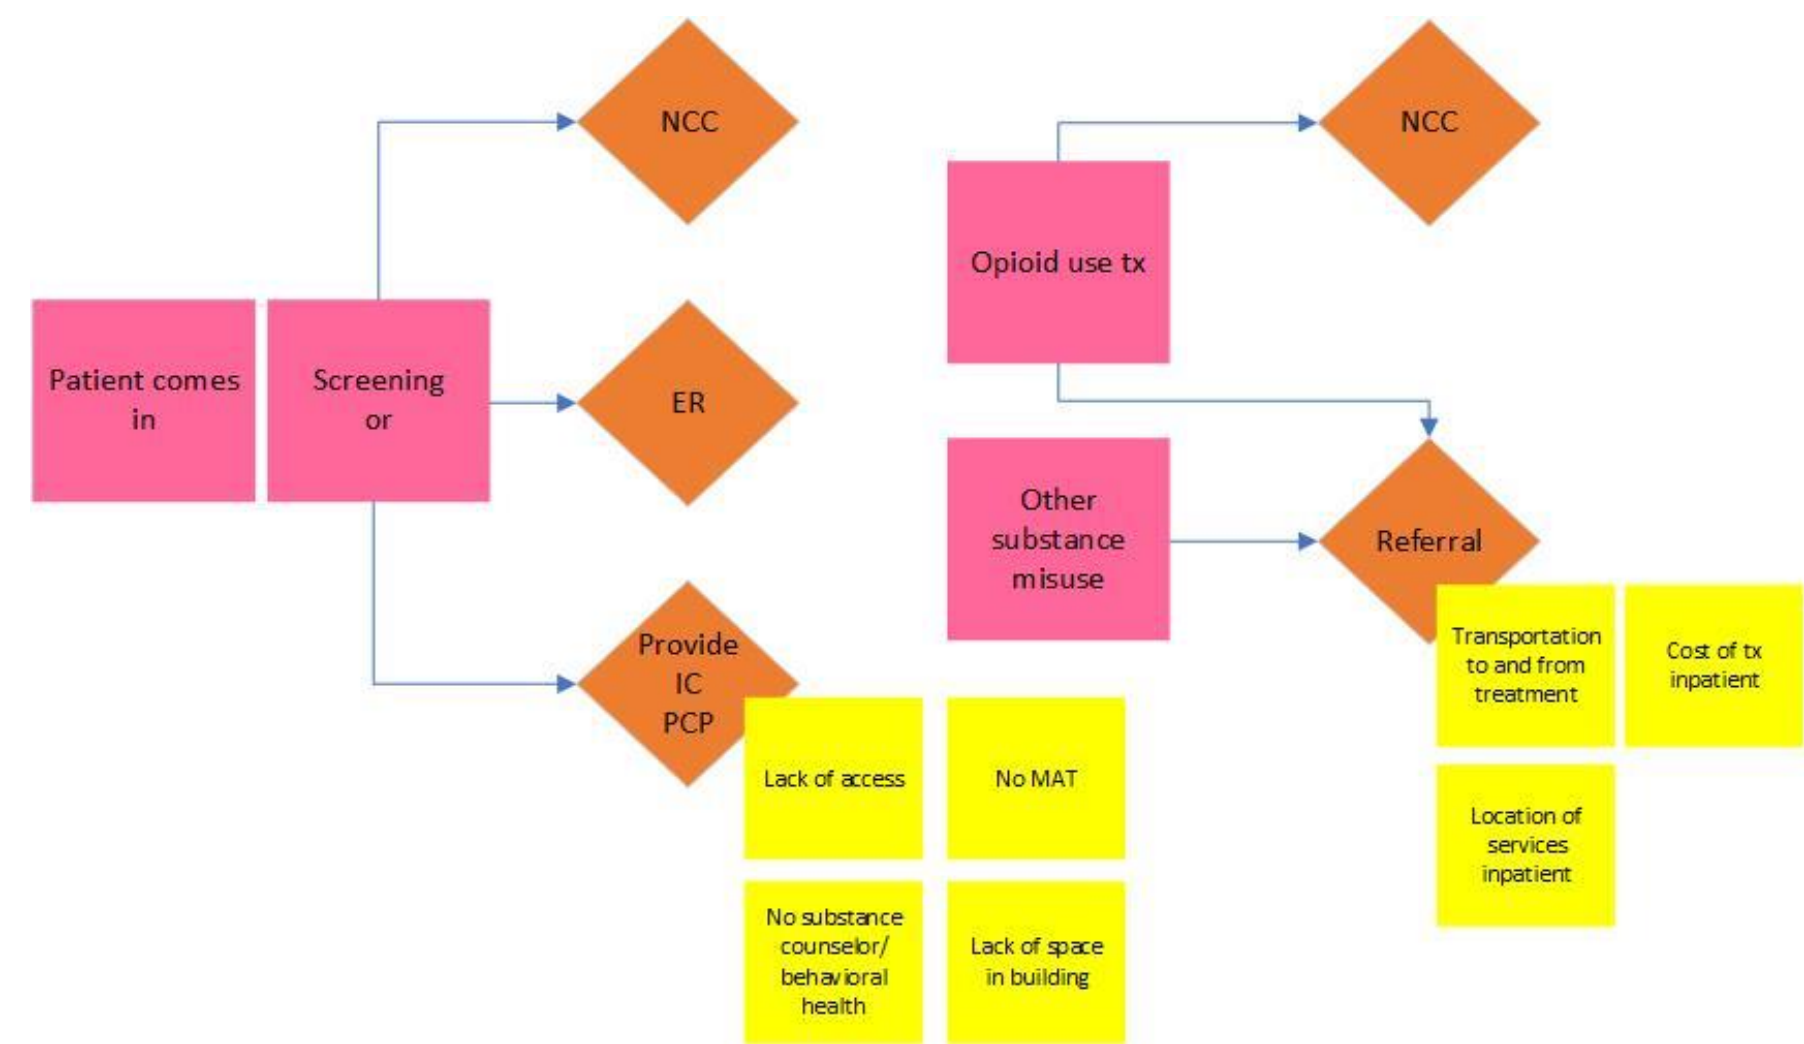 NCC
NCC
Opioid use tx
Patient comes
in
Screening
or
ER
Other
substance
misuse
Referral
Provide
IC
PCP
Transportation
to and from
treatment
Cost of tx
inpatient
Lack of access
No MAT
Location of
services
inpatient
No substance
counselor/
behavioral
health
Lack of space
in building